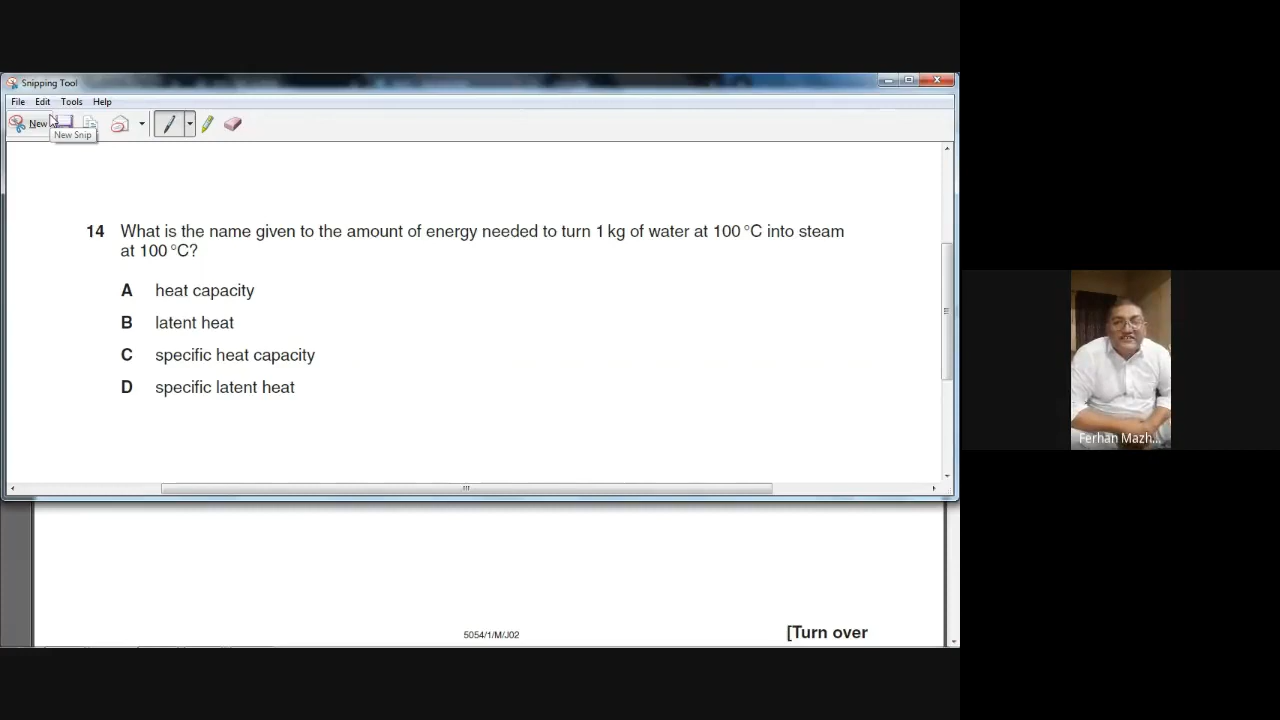 Snipping Tool
File Edit Tools Help
New
New Snip
14 What is the name given to the amount of energy needed to turn 1 kg of water at 100 °C into steam
at 100 °C?
A heat capacity
B latent heat
C specific heat capacity
D specific latent heat
5054/1/M/J02
[Turn over
Ferhan Mazh...